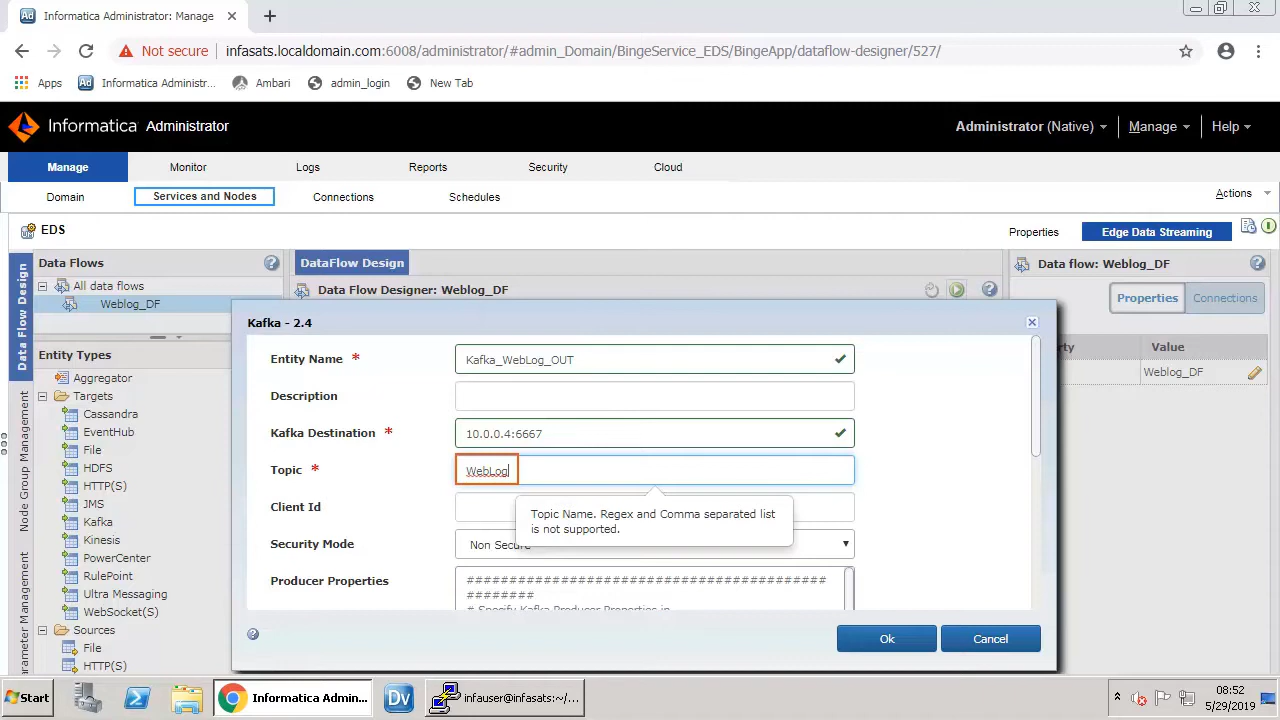 Informatica Administrator: Manage
Not secure
infasats.localdomain.com:6008/administrator/#admin_Domain/BingeService_EDS/BingeApp/dataflow-designer/527/
Apps
Informatica Administr...
Ambari
admin_login
New Tab
Informatica Administrator
Administrator (Native)
Manage
Help
Manage
Monitor
Logs
Reports
Security
Cloud
Domain
Services and Nodes
Connections
Schedules
Actions
EDS
Properties
Edge Data Streaming
Data Flow Design
Node Group Management
Data Flows
All data flows
Weblog_DF
DataFlow Design
Data Flow Designer: Weblog_DF
Data flow: Weblog_DF
Properties
Connections
Value
Weblog_DF
Entity Types
Aggregator
Targets
Cassandra
EventHub
File
HDFS
HTTP(S)
JMS
Kafka
Kinesis
PowerCenter
RulePoint
Ultra Messaging
WebSocket(S)
Sources
File
HTTP(S)
Kafka - 2.4
Entity Name *
Kafka_WebLog_OUT
Description
Kafka Destination *
10.0.0.4:6667
Topic *
WebLog
Client Id
Topic Name. Regex and Comma separated list
is not supported.
Security Mode
Non Secure
Producer Properties
##########################################
########
# Specify Kafka Producer Properties in
Ok
Cancel
Start
Informatica Admin...
Dv
infauser@infasats:~/...
08:52
5/29/2019